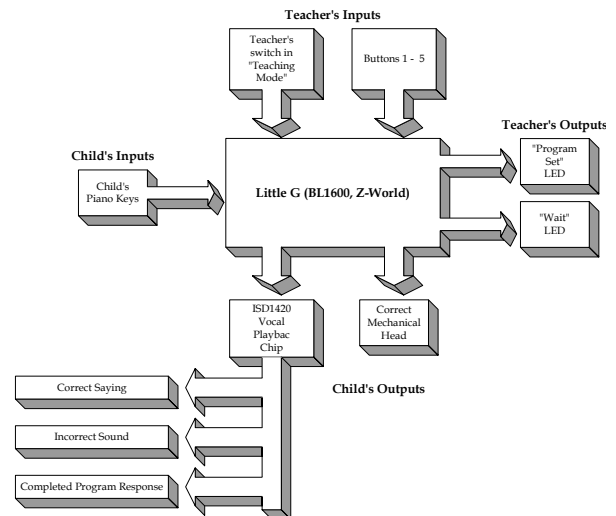 Teacher's Inputs
Teacher's
switch in
"Teaching
Mode"
Buttons 1 - 5
Teacher's Outputs
"Program
Set"
LED
"Wait"
LED
Child's Inputs
Child's
Piano Keys
Little G (BL1600, Z-World)
ISD1420
Vocal
Playbac
Chip
Correct
Mechanical
Head
Child's Outputs
Correct Saying
Incorrect Sound
Completed Program Response